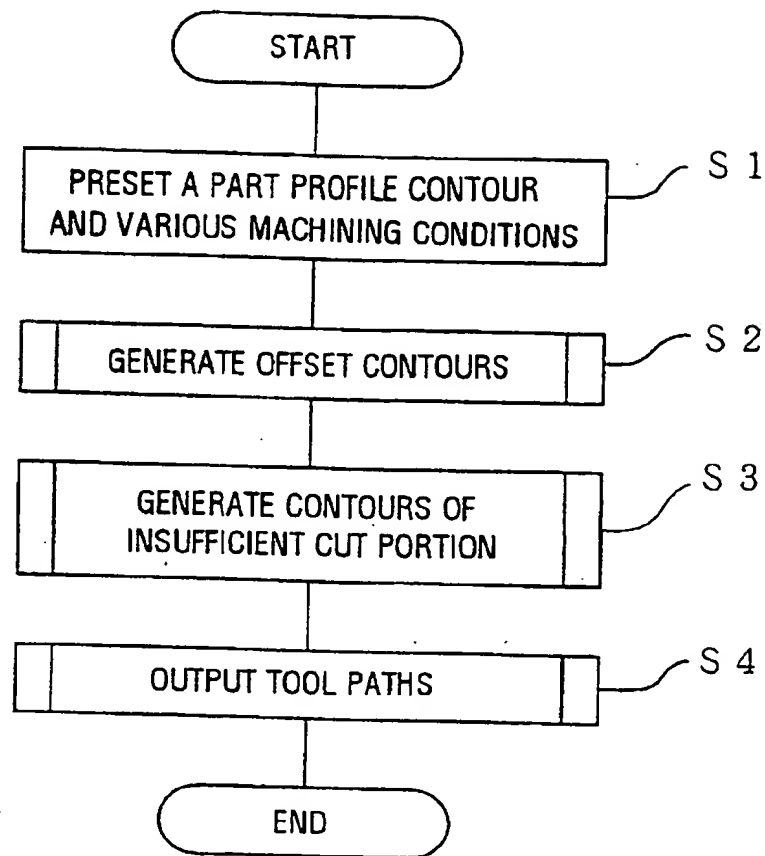 START
PRESET A PART PROFILE CONTOUR
AND VARIOUS MACHINING CONDITIONS
S 1
GENERATE OFFSET CONTOURS
S 2
GENERATE CONTOURS OF
INSUFFICIENT CUT PORTION
S 3
OUTPUT TOOL PATHS
S 4
END